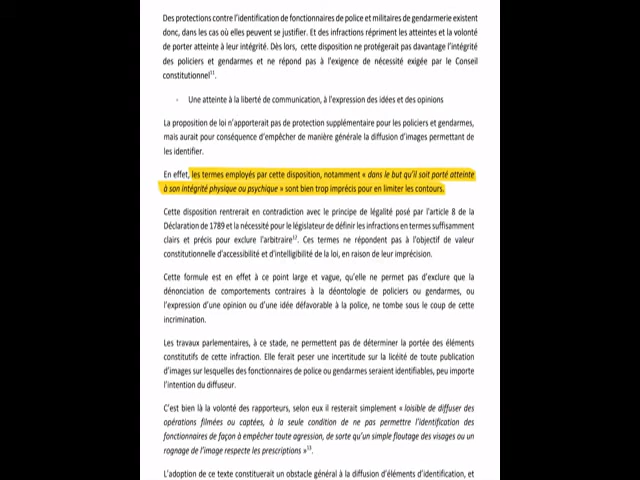 Des protections contre l'identification de fonctionnaires de police et militaires de gendarmerie existent
donc, dans les cas où elles peuvent se justifier. Et des infractions répriment les atteintes et la volonté
de porter atteinte à leur intégrité. Dès lors, cette disposition ne protégerait pas davantage l'intégrité
des policiers et gendarmes et ne répond pas à l'exigence de nécessité exigée par le Conseil
constitutionnel¹¹.
- Une atteinte à la liberté de communication, à l'expression des idées et des opinions
La proposition de loi n'apporterait pas de protection supplémentaire pour les policiers et gendarmes,
mais aurait pour conséquence d'empêcher de manière générale la diffusion d'images permettant de
les identifier.
En effet, les termes employés par cette disposition, notamment « dans le but qu'il soit porté atteinte
à son intégrité physique ou psychique » sont bien trop imprécis pour en limiter les contours.
Cette disposition rentrerait en contradiction avec le principe de légalité posé par l'article 8 de la
Déclaration de 1789 et la nécessité pour le législateur de définir les infractions en termes suffisamment
clairs et précis pour exclure l'arbitraire¹². Ces termes ne répondent pas à l'objectif de valeur
constitutionnelle d'accessibilité et d'intelligibilité de la loi, en raison de leur imprécision.
Cette formule est en effet à ce point large et vague, qu'elle ne permet pas d'exclure que la
dénonciation de comportements contraires à la déontologie de policiers ou gendarmes, ou
l'expression d'une opinion ou d'une idée défavorable à la police, ne tombe sous le coup de cette
incrimination.
Les travaux parlementaires, à ce stade, ne permettent pas de déterminer la portée des éléments
constitutifs de cette infraction. Elle ferait peser une incertitude sur la licéité de toute publication
d'images sur lesquelles des fonctionnaires de police ou gendarmes seraient identifiables, peu importe
l'intention du diffuseur.
C'est bien là la volonté des rapporteurs, selon eux il resterait simplement « loisible de diffuser des
opérations filmées ou captées, à la seule condition de ne pas permettre l'identification des
fonctionnaires de façon à empêcher toute agression, de sorte qu'un simple floutage des visages ou un
rognage de l'image respecte les prescriptions »¹³.
L'adoption de ce texte constituerait un obstacle général à la diffusion d'éléments d'identification, et